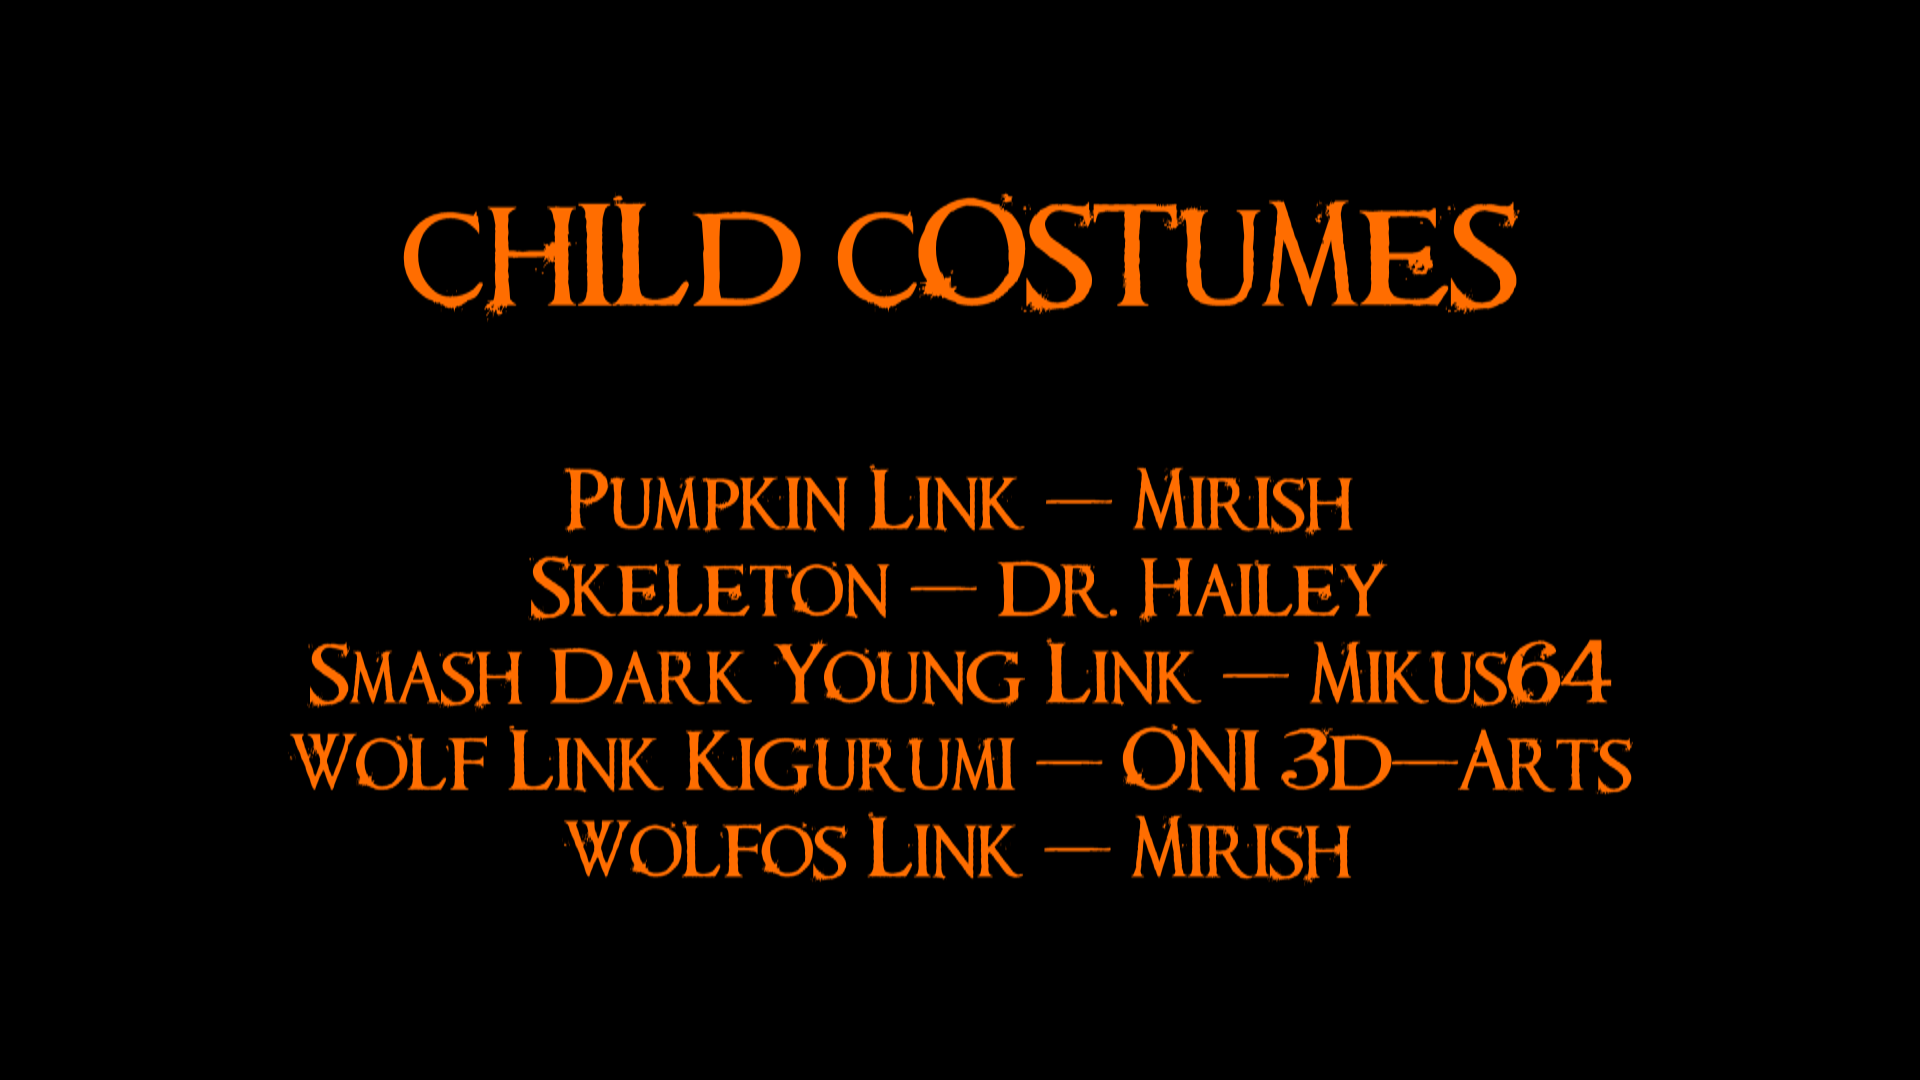 CHILD COSTUMES
Pumpkin Link — Mirish
Skeleton — Dr. Hailey
Smash Dark Young Link — Mikus64
Wolf Link Kigurumi — ONI 3D—Arts
Wolfos Link — Mirish